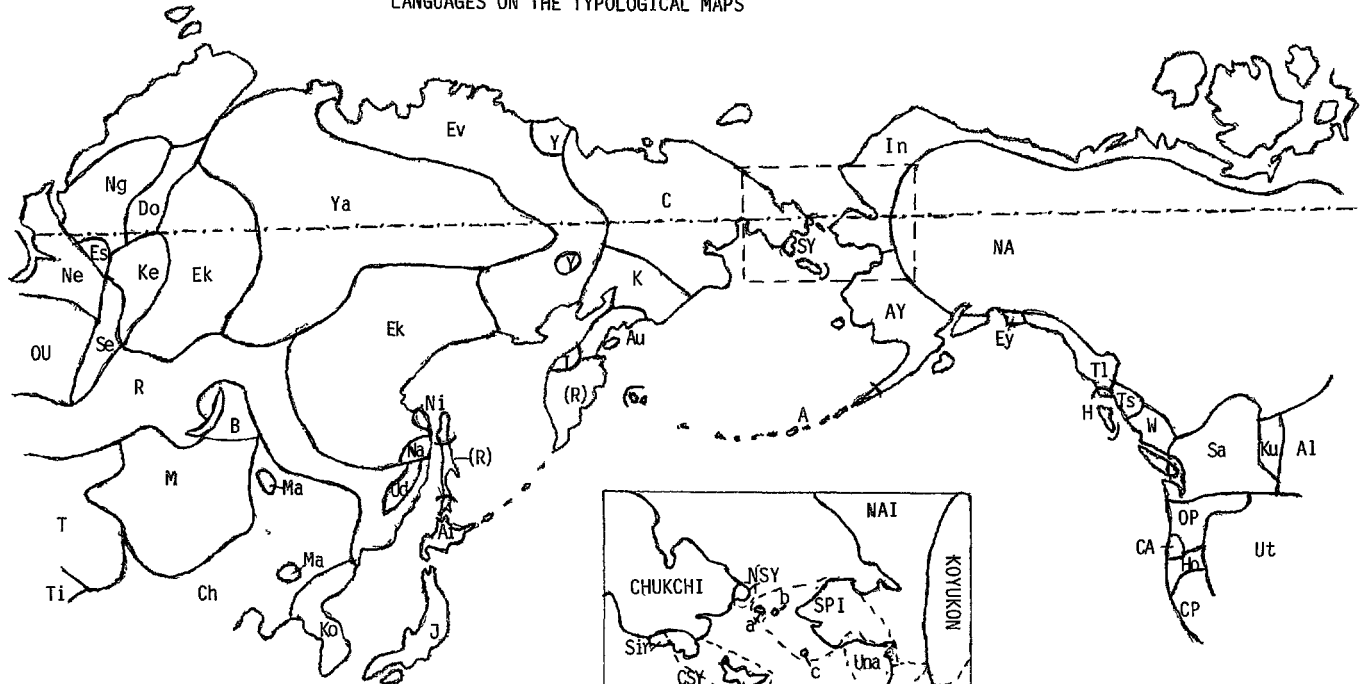 LANGUAGES ON THE TYPOLOGICAL MAPS
Ev
Y
In
Ng
Do
Ya
C
Es
SY
NA
Ne
Ke
Ek
Y
K
Ek
AY
OU
Se
Au
Ey
R
I
(R)
Tl
Ni
A
H
Ts
W
B
Na
(R)
Sa
Ku
Al
M
Ma
Ud
T
Ai
NAI
OP
CA
Ho
Ut
Ma
NSY
KOYUKON
Ti
Ch
CHUKCHI
b
SPI
CP
a
Ko
J
Sir
c
Una
CSY